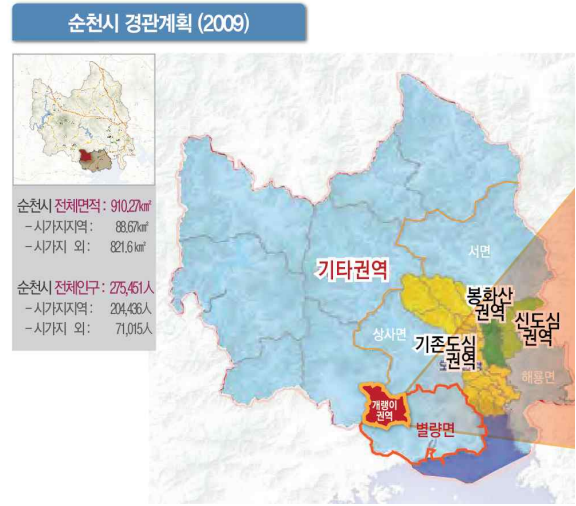 순천시 경관계획 (2009)
순천시 전체면적 : 910.27㎢
- 시가지지역 : 88.67㎢
- 시가지 외 : 821.6㎢
순천시 전체인구 : 275,451人
- 시가지지역 : 204,436人
- 시가지 외 : 71,015人
서면
기타권역
봉화산
권역
신도심
권역
상사면
기존도심
권역
해룡면
개랭이
권역
별량면